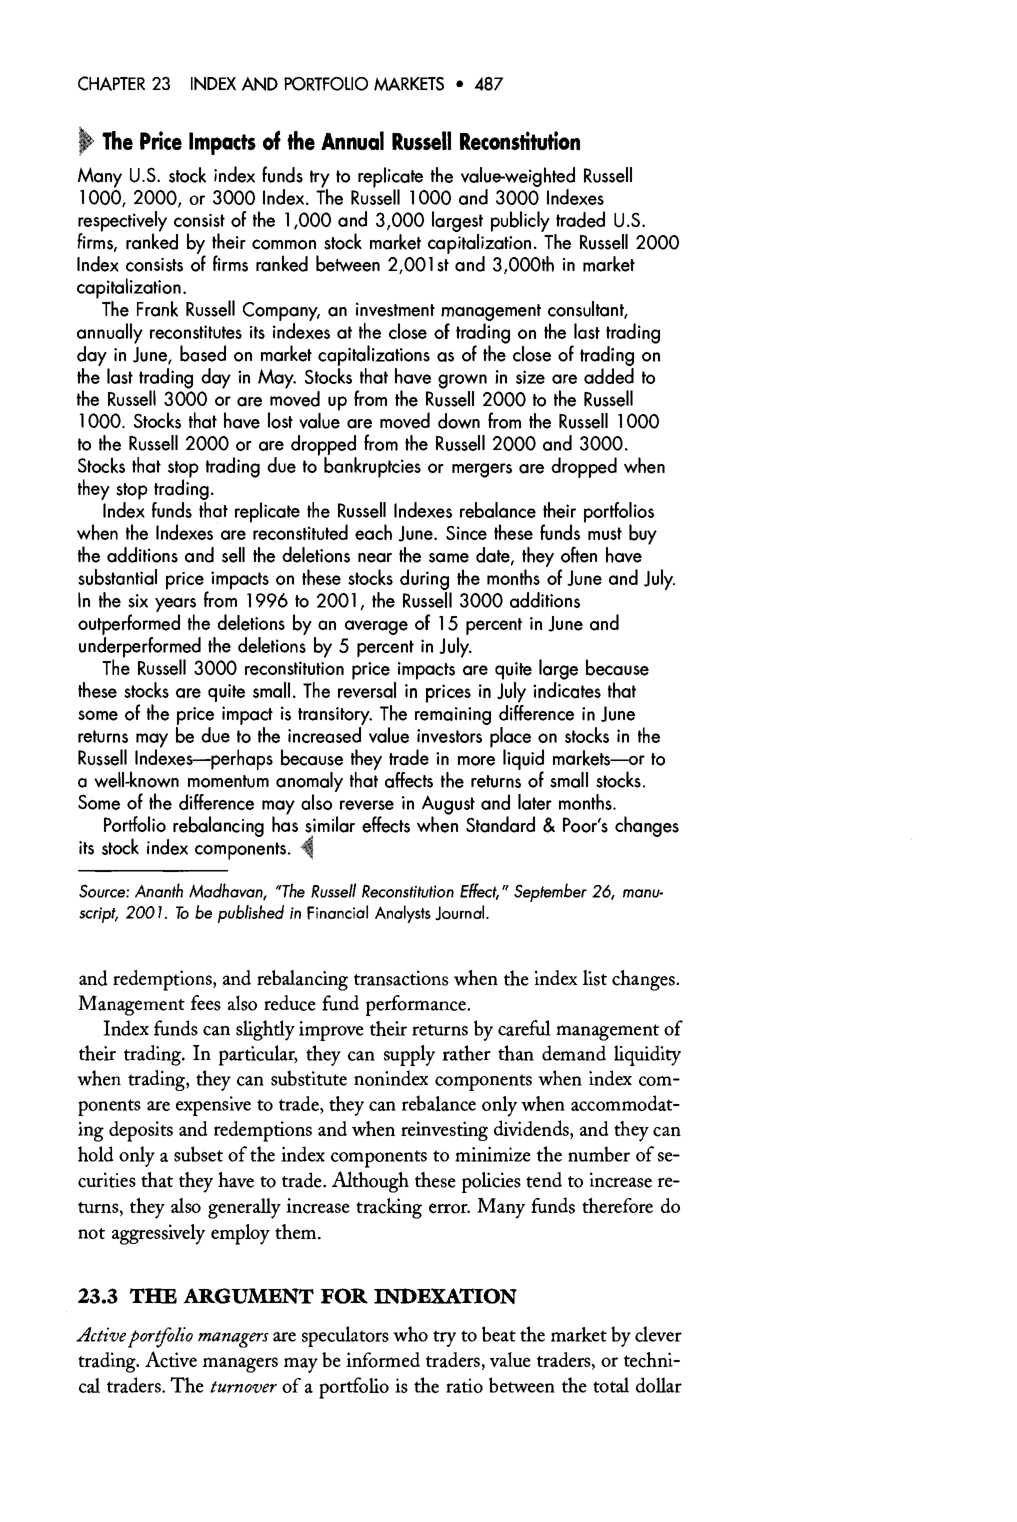 CHAPTER 23 INDEX AND PORTFOLIO MARKETS • 487
The Price Impacts of the Annual Russell Reconstitution
Many U.S. stock index funds try to replicate the value-weighted Russell
1000, 2000, or 3000 Index. The Russell 1000 and 3000 Indexes
respectively consist of the 1,000 and 3,000 largest publicly traded U.S.
firms, ranked by their common stock market capitalization. The Russell 2000
Index consists of firms ranked between 2,001st and 3,000th in market
capitalization.
The Frank Russell Company, an investment management consultant,
annually reconstitutes its indexes at the close of trading on the last trading
day in June, based on market capitalizations as of the close of trading on
the last trading day in May. Stocks that have grown in size are added to
the Russell 3000 or are moved up from the Russell 2000 to the Russell
1000. Stocks that have lost value are moved down from the Russell 1000
to the Russell 2000 or are dropped from the Russell 2000 and 3000.
Stocks that stop trading due to bankruptcies or mergers are dropped when
they stop trading.
Index funds that replicate the Russell Indexes rebalance their portfolios
when the Indexes are reconstituted each June. Since these funds must buy
the additions and sell the deletions near the same date, they often have
substantial price impacts on these stocks during the months of June and July.
In the six years from 1996 to 2001, the Russell 3000 additions
outperformed the deletions by an average of 15 percent in June and
underperformed the deletions by 5 percent in July.
The Russell 3000 reconstitution price impacts are quite large because
these stocks are quite small. The reversal in prices in July indicates that
some of the price impact is transitory. The remaining difference in June
returns may be due to the increased value investors place on stocks in the
Russell Indexes—perhaps because they trade in more liquid markets—or to
a well-known momentum anomaly that affects the returns of small stocks.
Some of the difference may also reverse in August and later months.
Portfolio rebalancing has similar effects when Standard & Poor's changes
its stock index components.
Source: Ananth Madhavan, "The Russell Reconstitution Effect," September 26, manu-
script, 2001. To be published in Financial Analysts Journal.
and redemptions, and rebalancing transactions when the index list changes.
Management fees also reduce fund performance.
Index funds can slightly improve their returns by careful management of
their trading. In particular, they can supply rather than demand liquidity
when trading, they can substitute nonindex components when index com-
ponents are expensive to trade, they can rebalance only when accommodat-
ing deposits and redemptions and when reinvesting dividends, and they can
hold only a subset of the index components to minimize the number of se-
curities that they have to trade. Although these policies tend to increase re-
turns, they also generally increase tracking error. Many funds therefore do
not aggressively employ them.
23.3 THE ARGUMENT FOR INDEXATION
Active portfolio managers are speculators who try to beat the market by clever
trading. Active managers may be informed traders, value traders, or techni-
cal traders. The turnover of a portfolio is the ratio between the total dollar